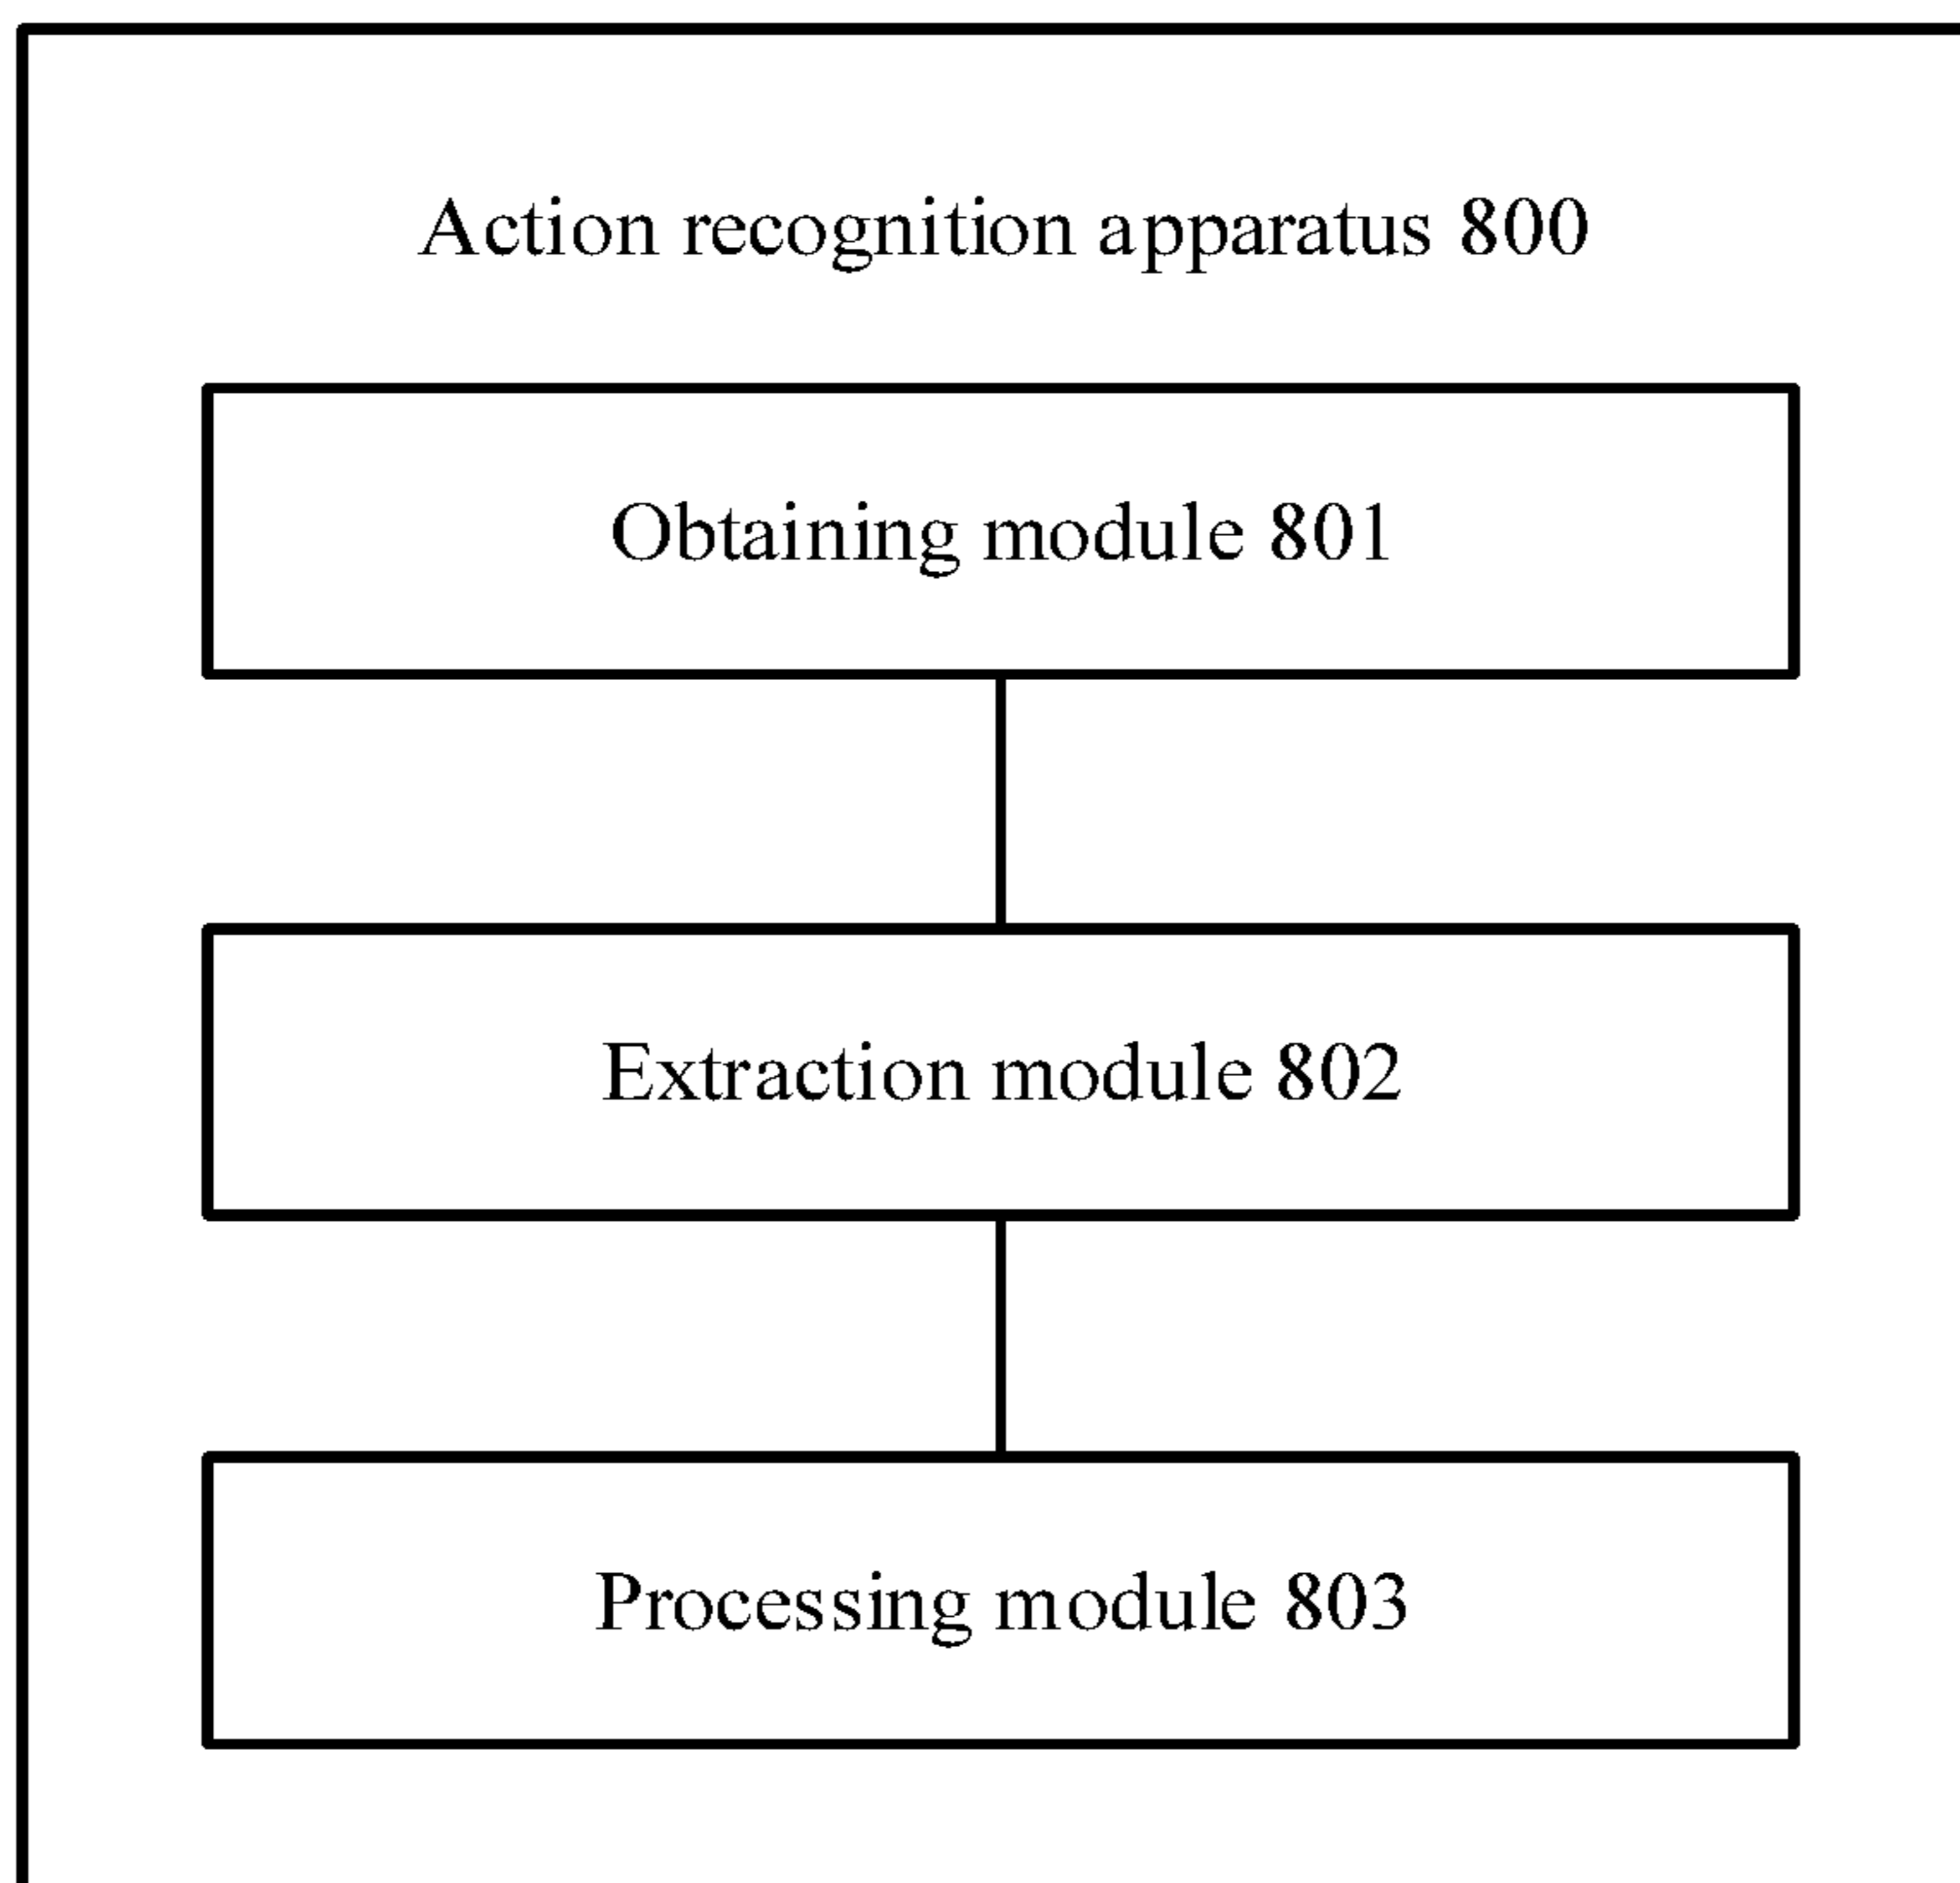 Action recognition apparatus 800
Obtaining module 801
Extraction module 802
Processing module 803